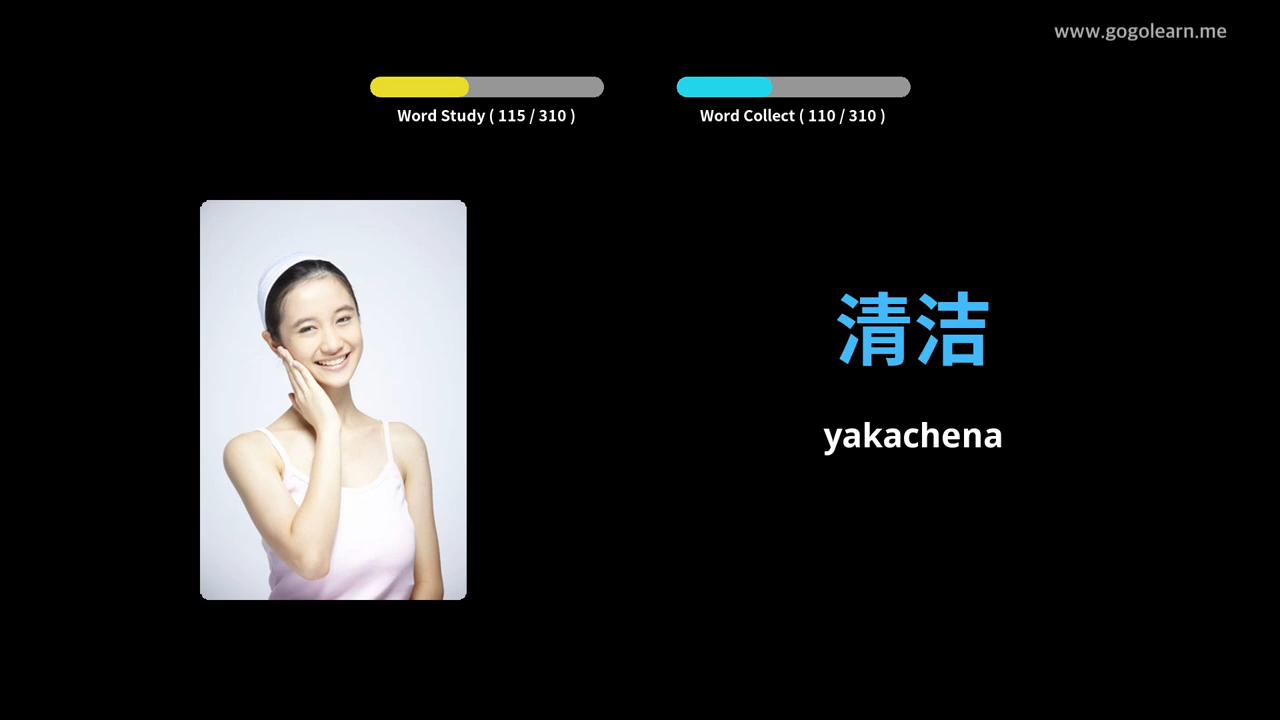 www.gogolearn.me
Word Study ( 115 / 310 )
Word Collect ( 110 / 310 )
清洁
yakachena